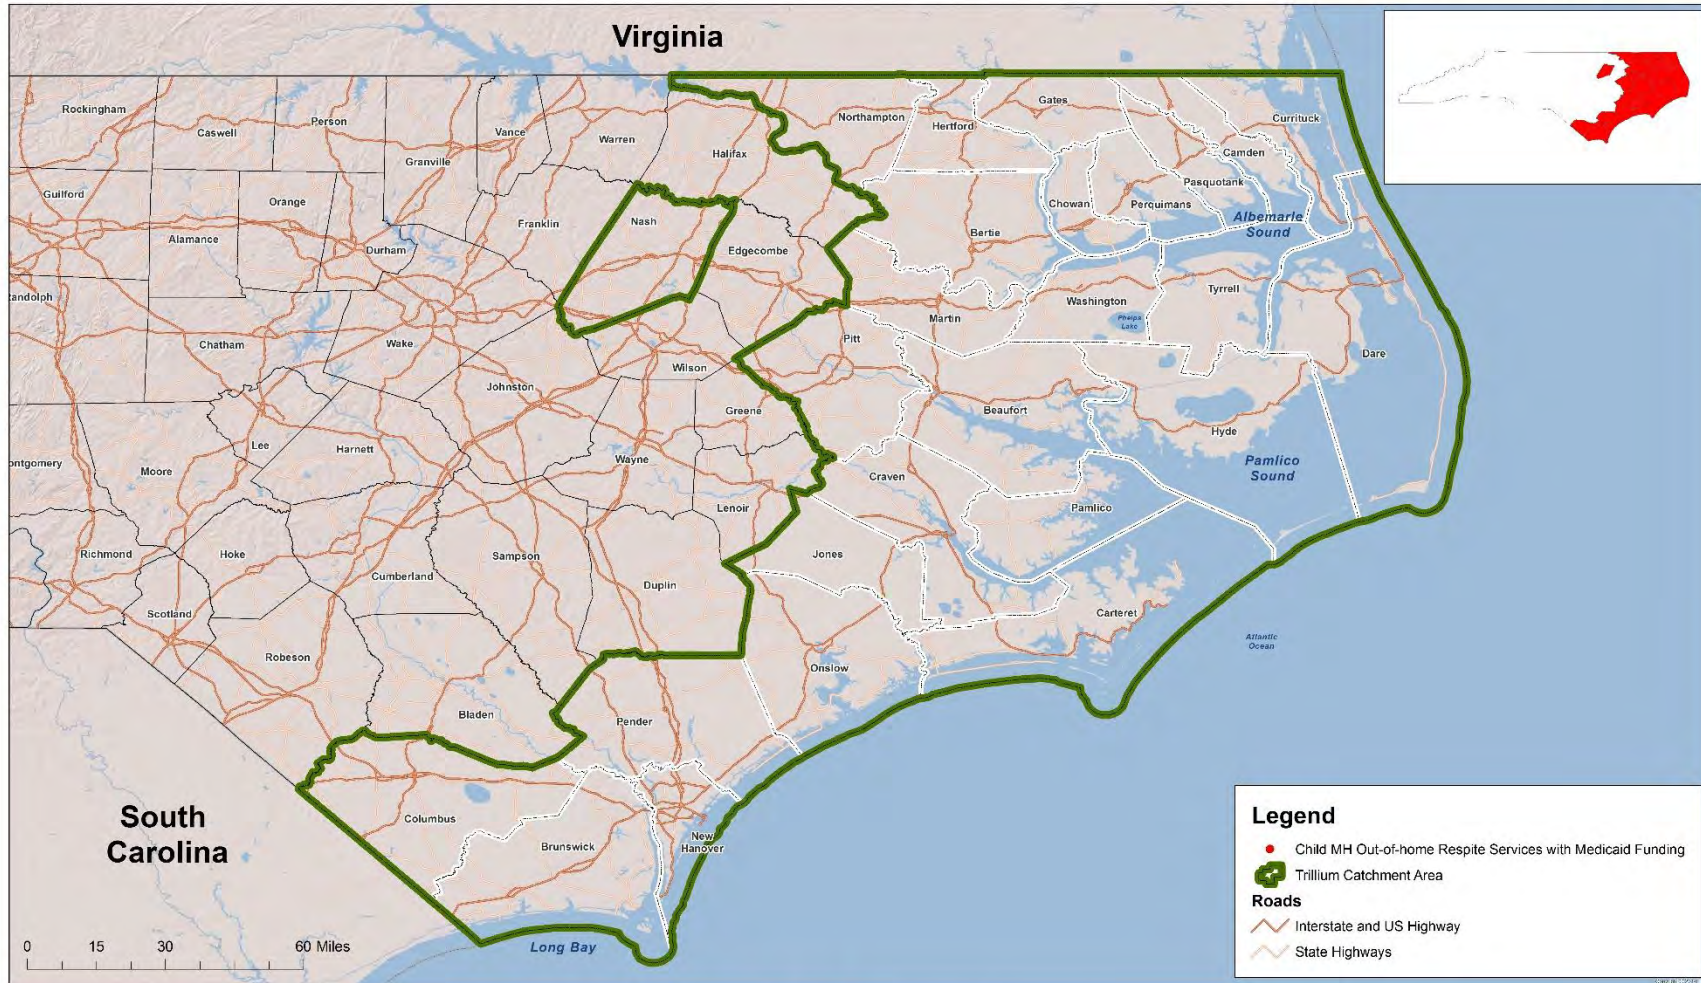 Virginia
Rockingham
Caswell
Person
Vance
Warren
Northampton
Hertford
Gates
Currituck
Granville
Halifax
Camden
Guilford
Orange
Nash
Pasquotank
Franklin
Chowan
Perquimans
Albemarle
Sound
Alamance
Durham
Edgecombe
Bertie
andolph
Washington
Tyrrell
Chatham
Wake
Martin
Phelps
Lake
Pitt
Dare
Johnston
Wilson
Greene
Beaufort
Hyde
Lee
Harnett
ontgomery
Moore
Wayne
Craven
Pamlico
Sound
Lenoir
Pamlico
Richmond
Hoke
Sampson
Jones
Cumberland
Duplin
Scotland
Carteret
Atlantic
Ocean
Robeson
Onslow
Bladen
Pender
South
Carolina
Columbus
Brunswick
New
Hanover
Long Bay
0 15 30 60 Miles
Legend
Child MH Out-of-home Respite Services with Medicaid Funding
Trillium Catchment Area
Roads
Interstate and US Highway
State Highways